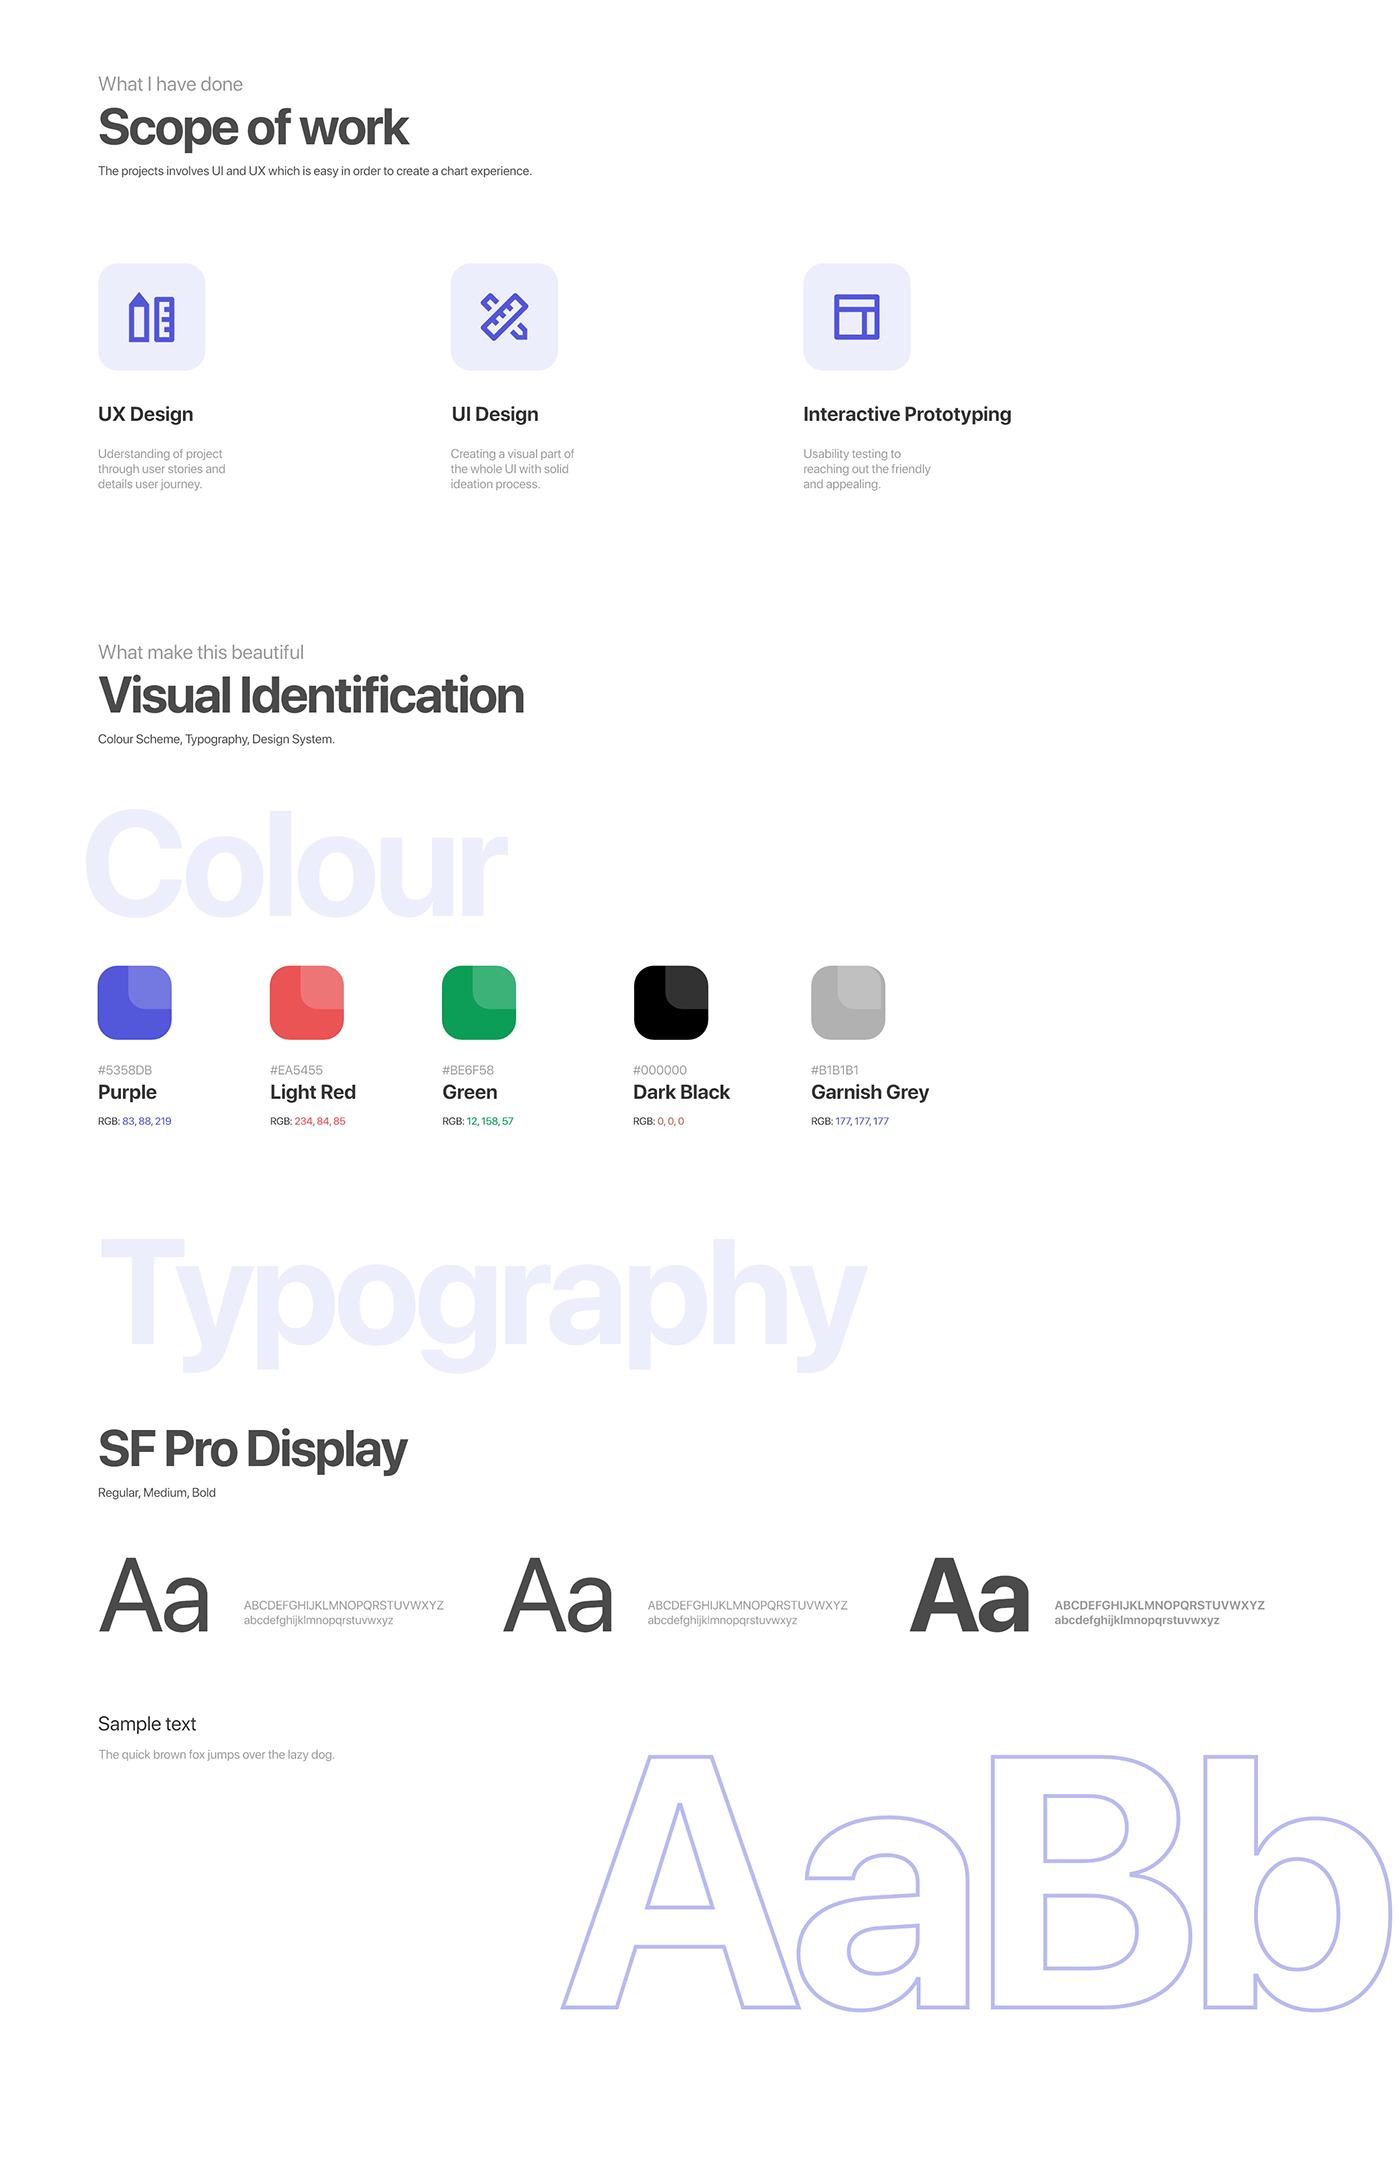 What I have done
Scope of work
The projects involves UI and UX which is easy in order to create a chart experience.
UX Design
Uderstanding of project
through user stories and
details user journey.
UI Design
Creating a visual part of
the whole UI with solid
ideation process.
Interactive Prototyping
Usability testing to
reaching out the friendly
and appealing.
What make this beautiful
Visual Identification
Colour Scheme, Typography, Design System.
Colour
#5358DB
Purple
RGB: 83, 88, 219
#EA5455
Light Red
RGB: 234, 84, 85
#BE6F58
Green
RGB: 12, 158, 57
#000000
Dark Black
RGB: 0, 0, 0
#B1B1B1
Garnish Grey
RGB: 177, 177, 177
Typography
SF Pro Display
Regular, Medium, Bold
Aa
ABCDEFGHIJKLMNOPQRSTUVWXYZ
abcdefghijklmnopqrstuvwxyz
Aa
ABCDEFGHIJKLMNOPQRSTUVWXYZ
abcdefghijklmnopqrstuvwxyz
Aa
ABCDEFGHIJKLMNOPQRSTUVWXYZ
abcdefghijklmnopqrstuvwxyz
Sample text
The quick brown fox jumps over the lazy dog.
AaBb